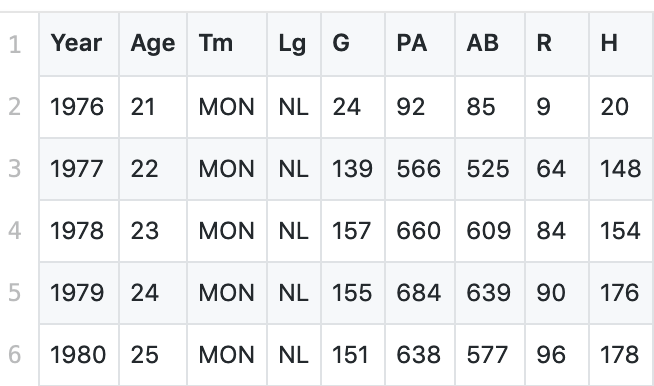 1 Year Age Tm Lg G PA AB R H
2 1976 21 MON NL 24 92 85 9 20
3 1977 22 MON NL 139 566 525 64 148
4 1978 23 MON NL 157 660 609 84 154
5 1979 24 MON NL 155 684 639 90 176
6 1980 25 MON NL 151 638 577 96 178